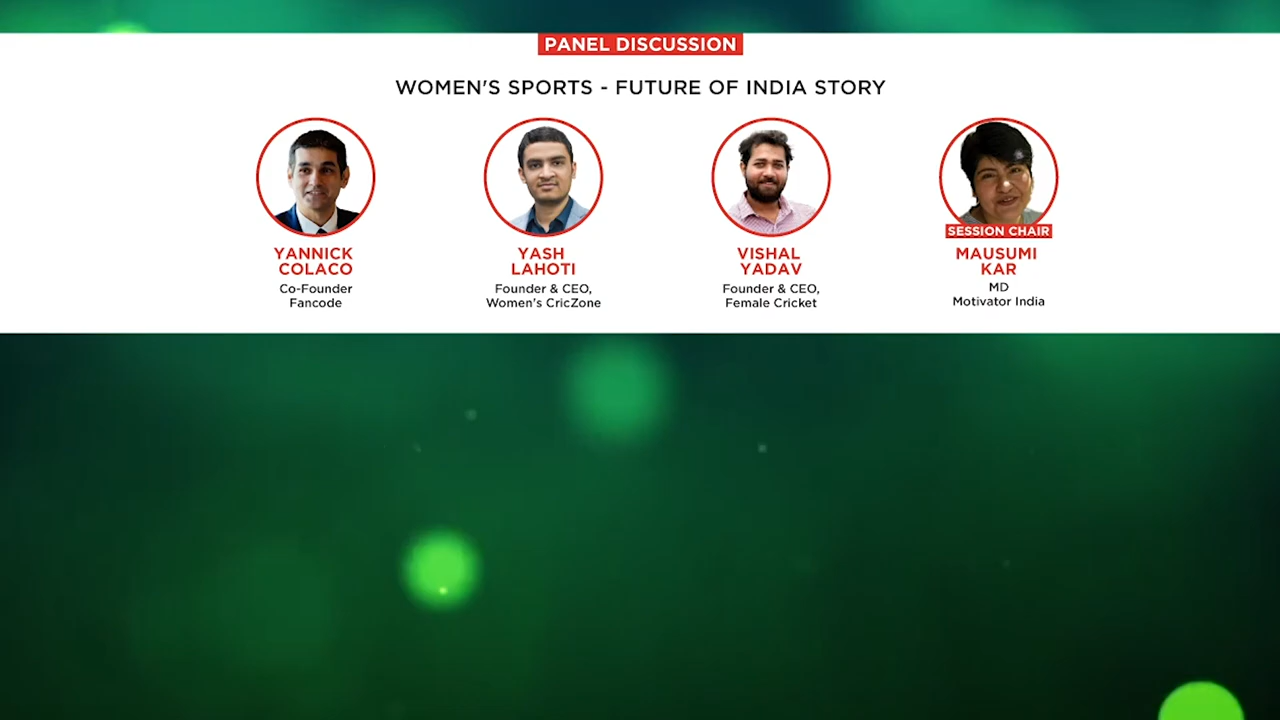 PANEL DISCUSSION
WOMEN'S SPORTS - FUTURE OF INDIA STORY
YANNICK
COLACO
Co-Founder
Fancode
YASH
LAHOTI
Founder & CEO,
Women's CricZone
VISHAL
YADAV
Founder & CEO,
Female Cricket
SESSION CHAIR
MAUSUMI
KAR
MD
Motivator India